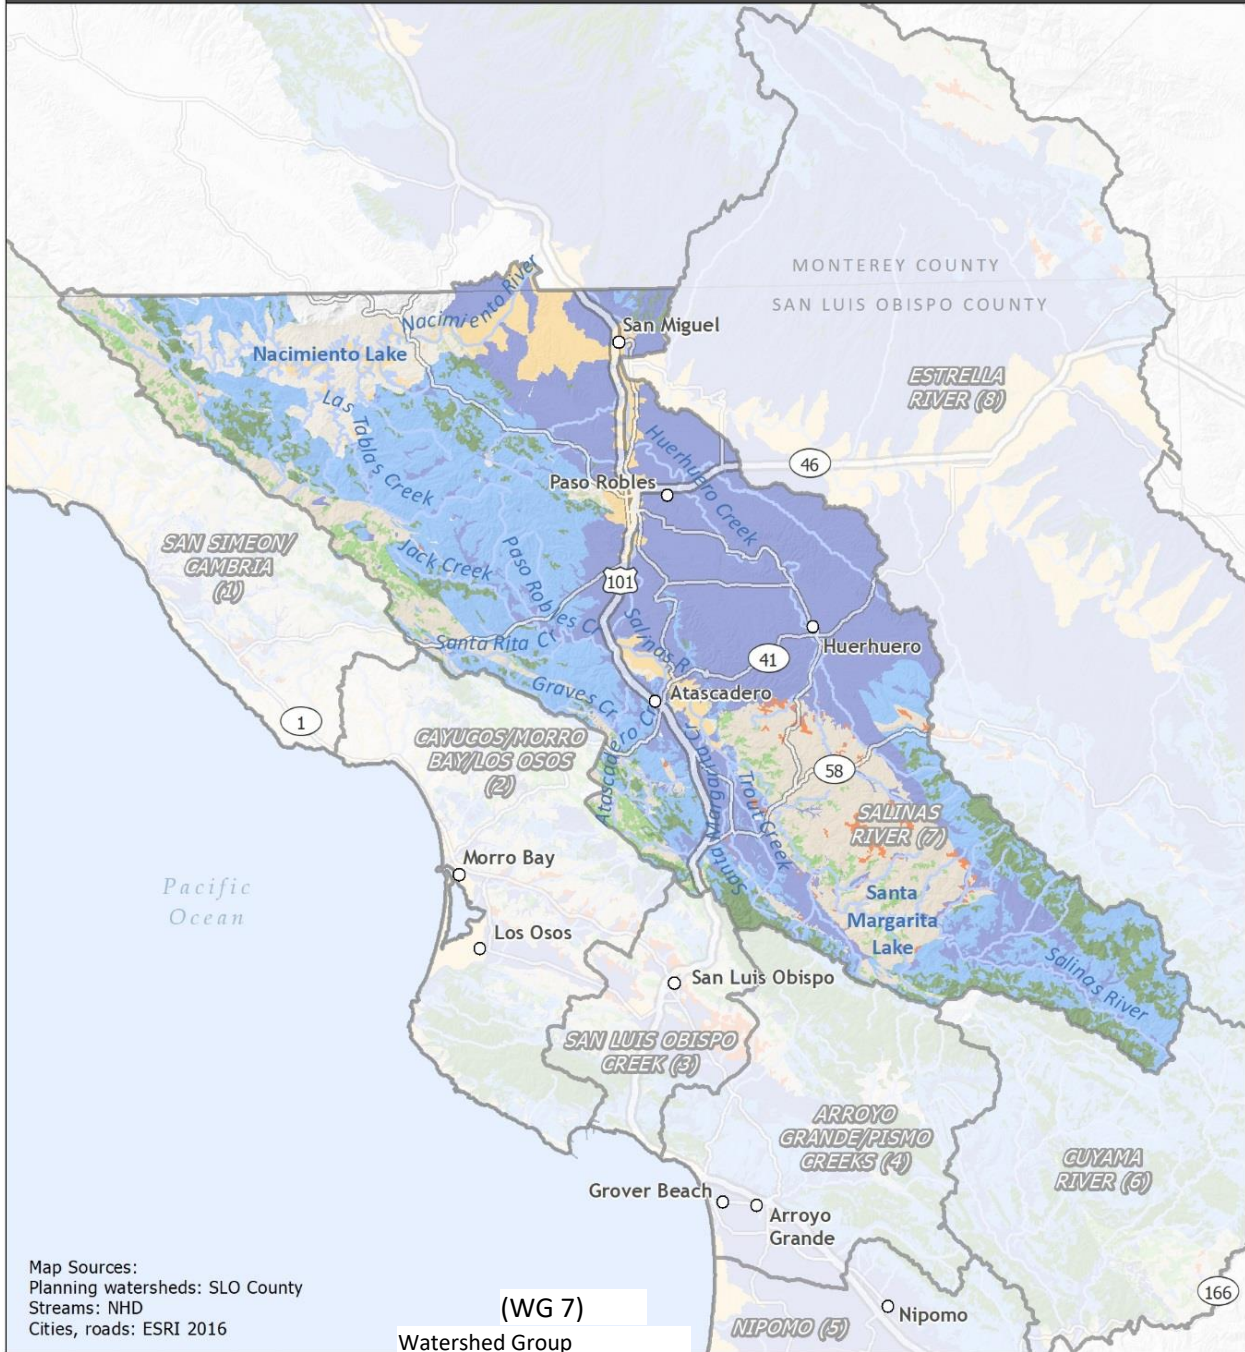 MONTEREY COUNTY
SAN LUIS OBISPO COUNTY
Nacimiento River
San Miguel
Nacimiento Lake
ESTRELLA
RIVER (8)
Las Tablas Creek
Huerhuero Creek
46
Paso Robles
SAN SIMEON/
CAMBRIA
(1)
Jack Creek
Paso Robles Cr
101
Salinas R
Santa Rita Cr
Huerhuero
41
Graves Cr
Atascadero
1
CAYUCOS/MORRO
BAY/LOS OSOS
(2)
Atascadero Cr
Santa Margarita Cr
Trout Creek
58
SALINAS
RIVER (7)
Morro Bay
Pacific
Ocean
Santa
Margarita
Lake
Los Osos
Salinas River
San Luis Obispo
SAN LUIS OBISPO
CREEK (3)
ARROYO
GRANDE/PISMO
CREEKS (4)
CUYAMA
RIVER (6)
Grover Beach
Arroyo
Grande
Map Sources:
Planning watersheds: SLO County
Streams: NHD
Cities, roads: ESRI 2016
166
(WG 7)
Nipomo
NIPOMO (5)
Watershed Group